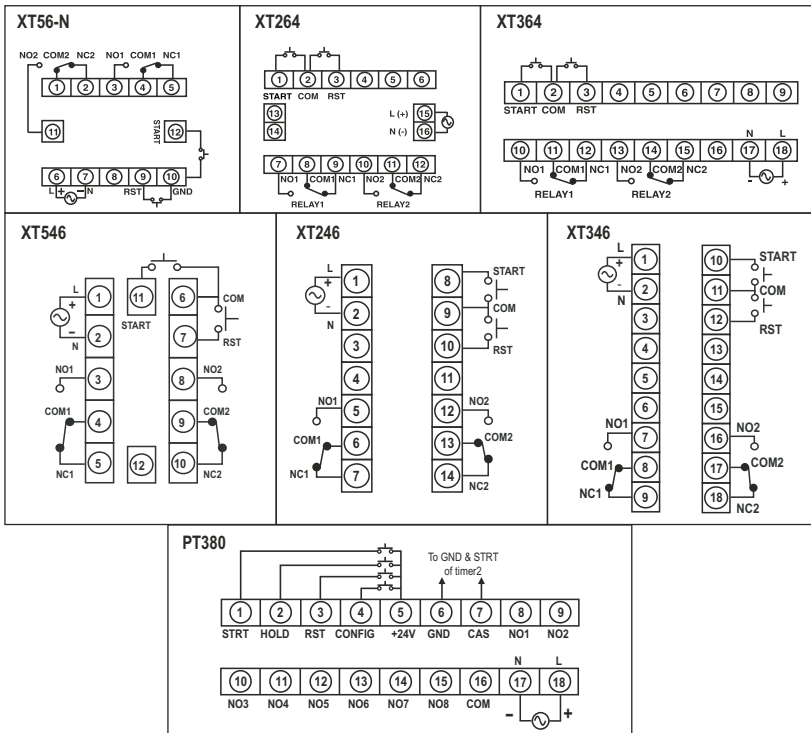 XT56-N
NO2 COM2 NC2 NO1 COM1 NC1
1 2 3 4 5
11 START 12
6 7 8 9 10
L + − N RST GND
XT264
1 2 3 4 5 6
START COM RST
13 L (+) 15
14 N (-) 16
7 8 9 10 11 12
NO1 COM1 NC1 NO2 COM2 NC2
RELAY1 RELAY2
XT364
1 2 3 4 5 6 7 8 9
START COM RST
N L
10 11 12 13 14 15 16 17 18
NO1 COM1 NC1 NO2 COM2 NC2 - +
RELAY1 RELAY2
XT546
L 1 11 6 COM
+
START
−
N 2 7 RST
NO1 3 8 NO2
COM1 4 9 COM2
NC1 5 12 10 NC2
XT246
L 1 8 START
+
-
N 2 9 COM
3 10 RST
4 11
NO1 5 12 NO2
COM1 6 13 COM2
NC1 7 14 NC2
XT346
L 1 10 START
+
-
N 2 11 COM
3 12 RST
4 13
5 14
6 15
NO1 7 16 NO2
COM1 8 17 COM2
NC1 9 18 NC2
PT380
To GND & STRT
of timer2
1 2 3 4 5 6 7 8 9
STRT HOLD RST CONFIG +24V GND CAS NO1 NO2
N L
10 11 12 13 14 15 16 17 18
NO3 NO4 NO5 NO6 NO7 NO8 COM
− +